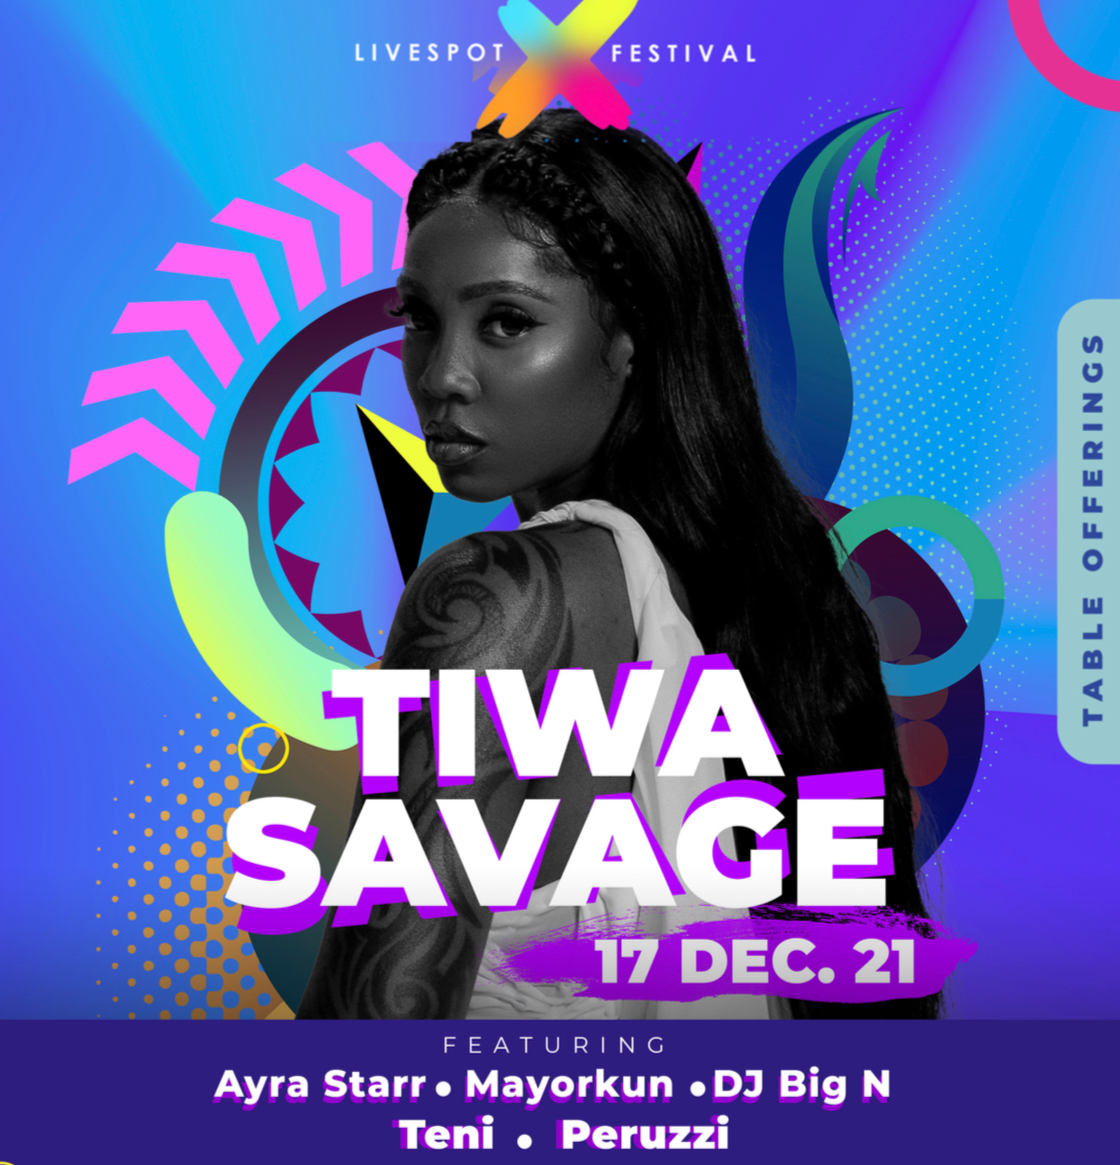 LIVESPOT X FESTIVAL
TABLE OFFERINGS
TIWA
SAVAGE
17 DEC. 21
FEATURING
Ayra Starr • Mayorkun • DJ Big N
Teni • Peruzzi